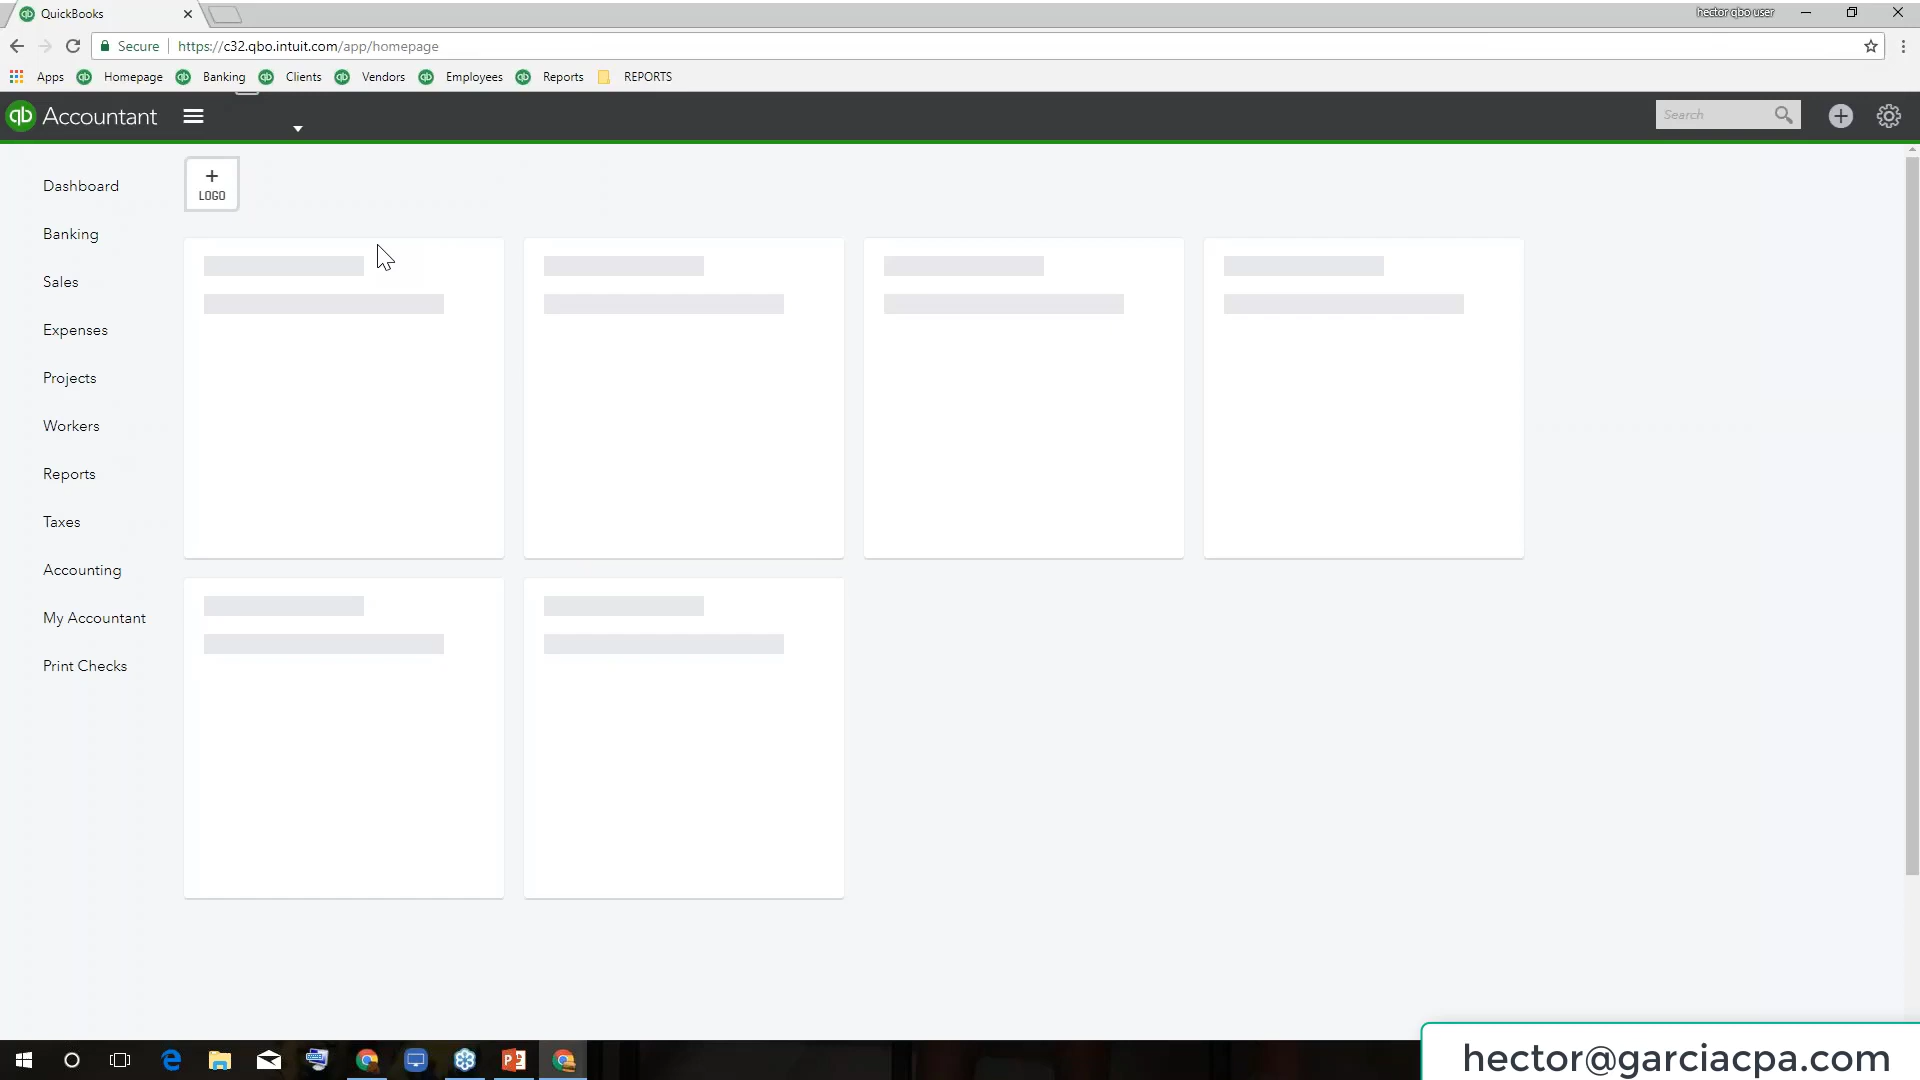 QuickBooks
hector qbo user
Secure https://c32.qbo.intuit.com/app/homepage
Apps Homepage Banking Clients Vendors Employees Reports REPORTS
qb Accountant
Search
+
LOGO
Dashboard
Banking
Sales
Expenses
Projects
Workers
Reports
Taxes
Accounting
My Accountant
Print Checks
hector@garciacpa.com